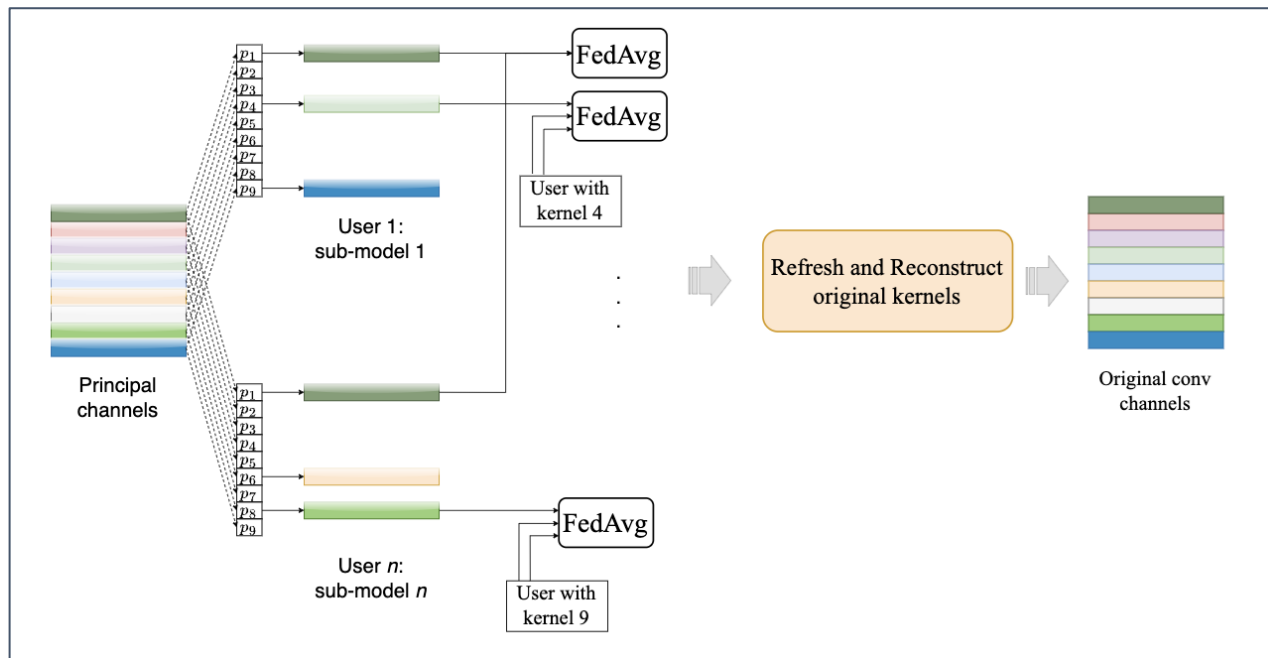 p1
p2
p3
p4
p5
p6
p7
p8
p9
FedAvg
FedAvg
User with
kernel 4
User 1:
sub-model 1
Principal
channels
.
.
.
Refresh and Reconstruct
original kernels
Original conv
channels
p1
p2
p3
p4
p5
p6
p7
p8
p9
FedAvg
User n:
sub-model n
User with
kernel 9